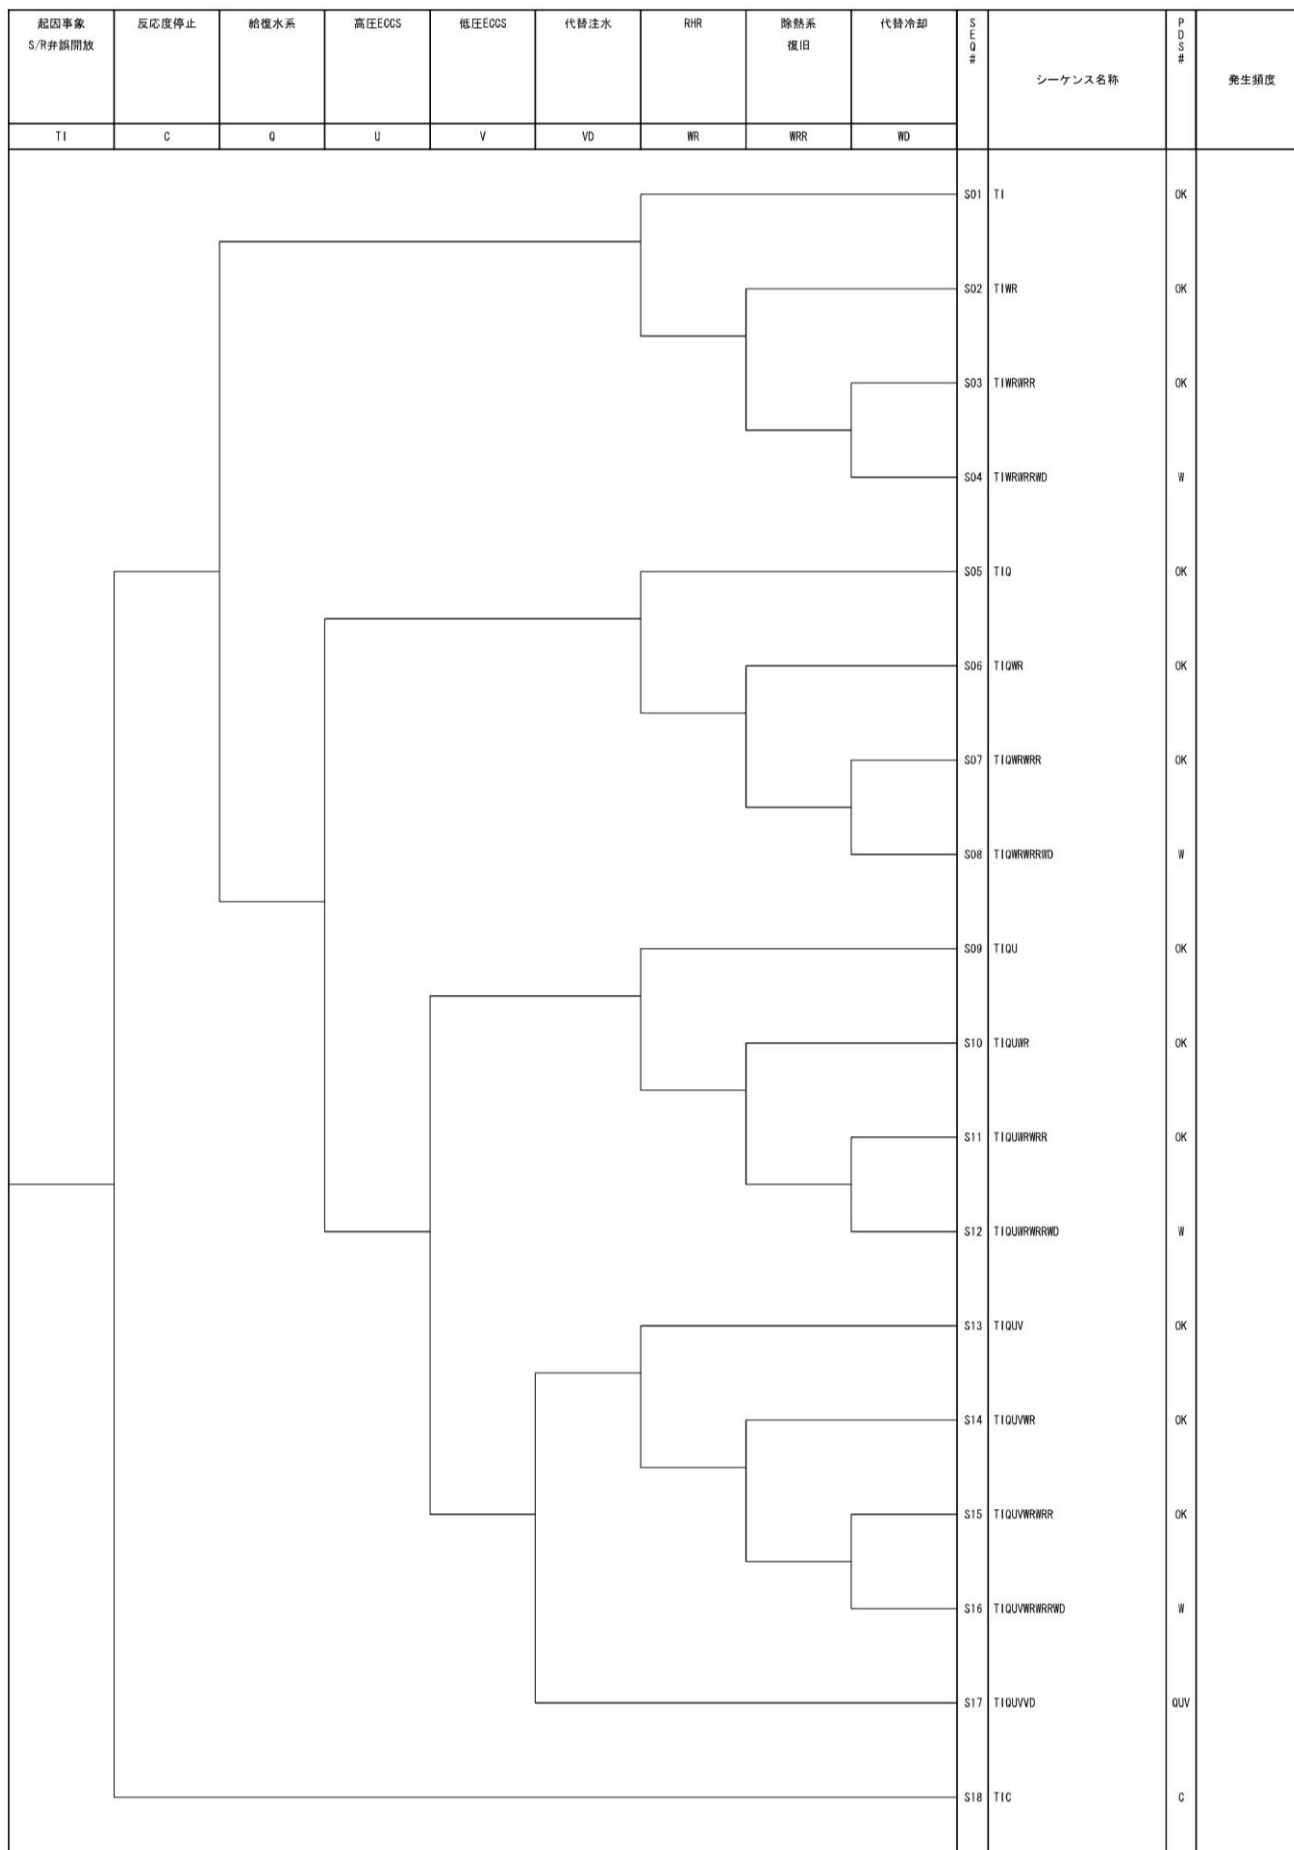 起因事象
S/R弁誤開放
反応度停止
給復水系
高圧ECCS
低圧ECCS
代替注水
RHR
除熱系
復旧
代替冷却
SEQ#
シーケンス名称
PDS#
発生頻度
TI
C
Q
U
V
VD
WR
WRR
WD
S01 TI OK
S02 TIWR OK
S03 TIWRWRR OK
S04 TIWRWRRWD W
S05 TIQ OK
S06 TIQWR OK
S07 TIQWRWRR OK
S08 TIQWRWRRWD W
S09 TIQU OK
S10 TIQUWR OK
S11 TIQUWRWRR OK
S12 TIQUWRWRRWD W
S13 TIQUV OK
S14 TIQUVWR OK
S15 TIQUVWRWRR OK
S16 TIQUVWRWRRWD W
S17 TIQUVVD QUV
S18 TIC C